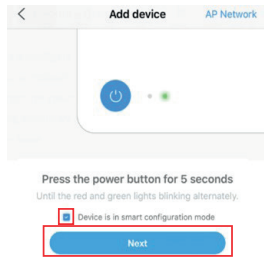 Add device
AP Network
Press the power button for 5 seconds
Until the red and green lights blinking alternately.
Device is in smart configuration mode
Next